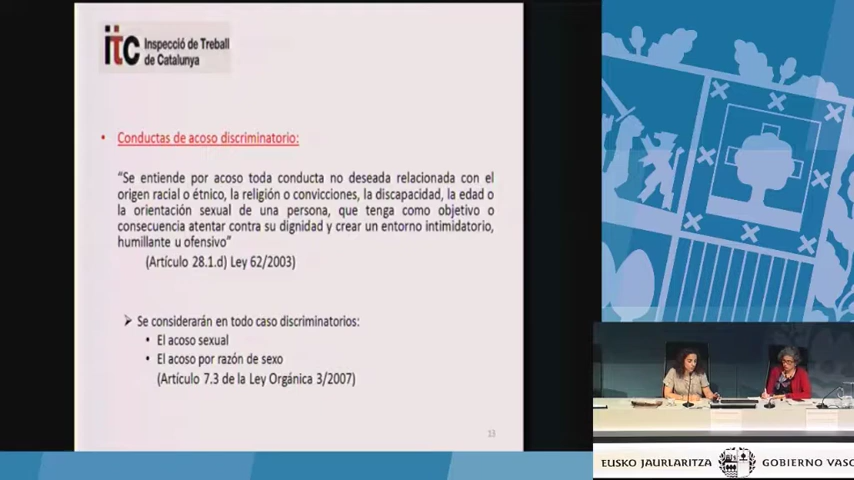 itc Inspecció de Treball
de Catalunya
• Conductas de acoso discriminatorio:
“Se entiende por acoso toda conducta no deseada relacionada con el
origen racial o étnico, la religión o convicciones, la discapacidad, la edad o
la orientación sexual de una persona, que tenga como objetivo o
consecuencia atentar contra su dignidad y crear un entorno intimidatorio,
humillante u ofensivo”
(Artículo 28.1.d) Ley 62/2003)
➢ Se considerarán en todo caso discriminatorios:
• El acoso sexual
• El acoso por razón de sexo
(Artículo 7.3 de la Ley Orgánica 3/2007)
13
EUSKO JAURLARITZA GOBIERNO VASC